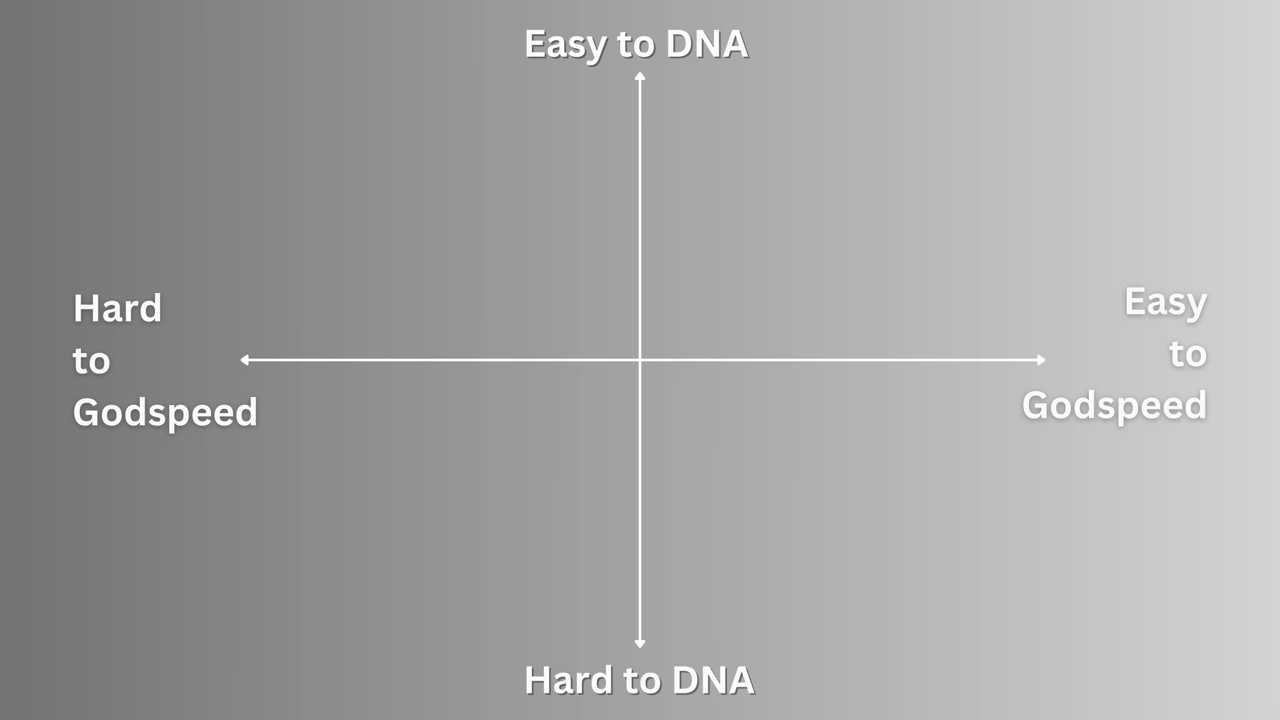 Easy to DNA
Hard
to
Godspeed
Easy
to
Godspeed
Hard to DNA